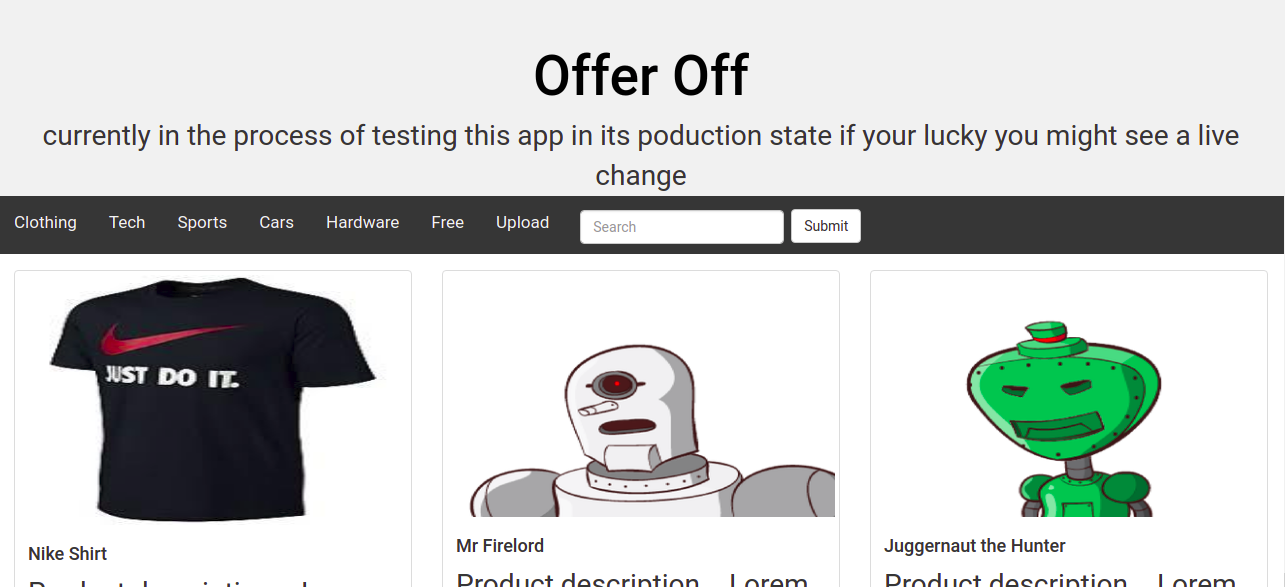 Offer Off
currently in the process of testing this app in its poduction state if your lucky you might see a live
change
Clothing Tech Sports Cars Hardware Free Upload Search Submit
JUST DO IT.
Nike Shirt
Mr Firelord
Juggernaut the Hunter
Product description Lorem
Product description Lorem